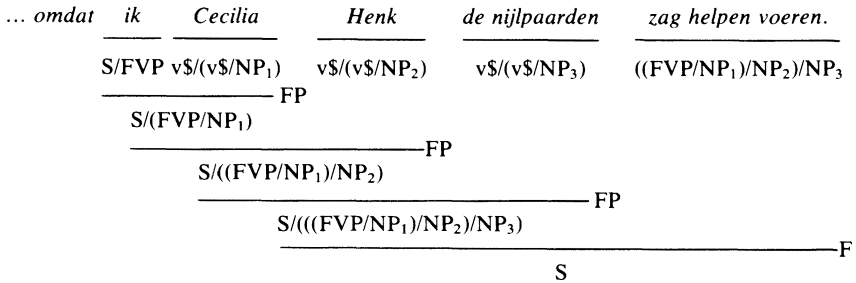 ... omdat ik Cecilia Henk de nijlpaarden zag helpen voeren.
S/FVP v$/(v$/NP₁) v$/(v$/NP₂) v$/(v$/NP₃) ((FVP/NP₁)/NP₂)/NP₃
FP
S/(FVP/NP₁)
FP
S/((FVP/NP₁)/NP₂)
FP
S/(((FVP/NP₁)/NP₂)/NP₃)
F
S